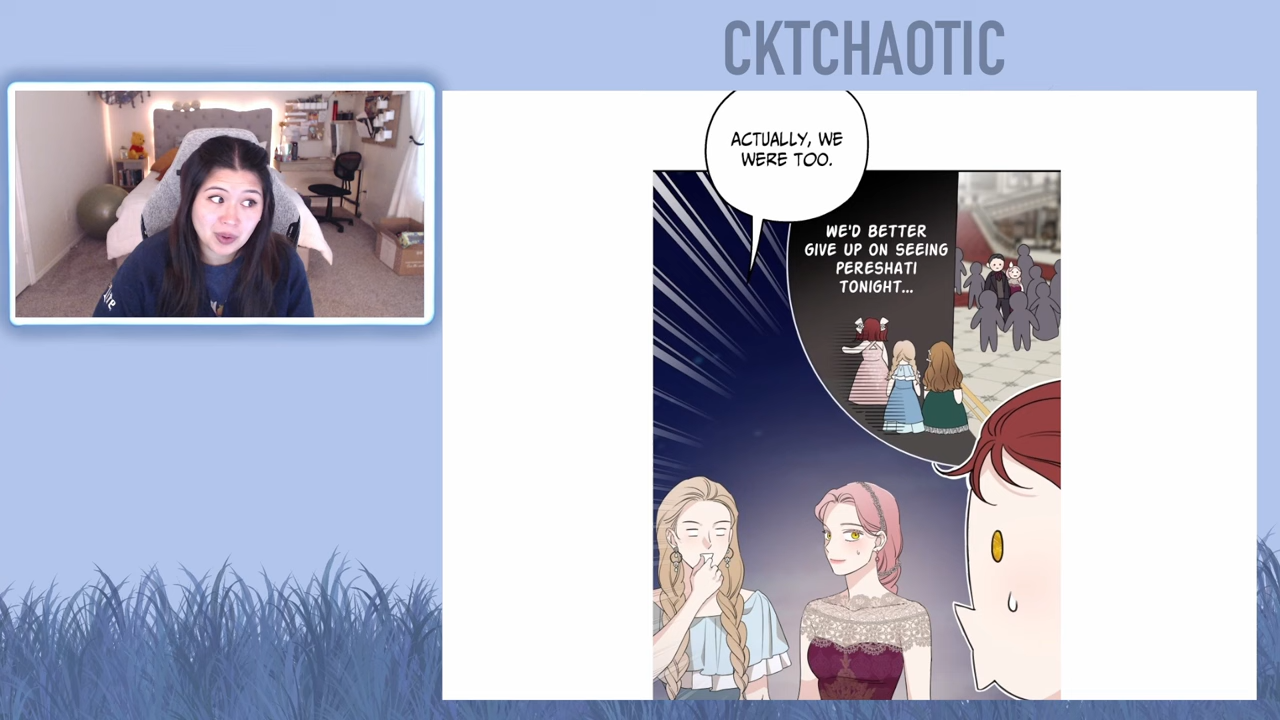 CKTCHAOTIC
ACTUALLY, WE
WERE TOO.
WE'D BETTER
GIVE UP ON SEEING
PERESHATI
TONIGHT...